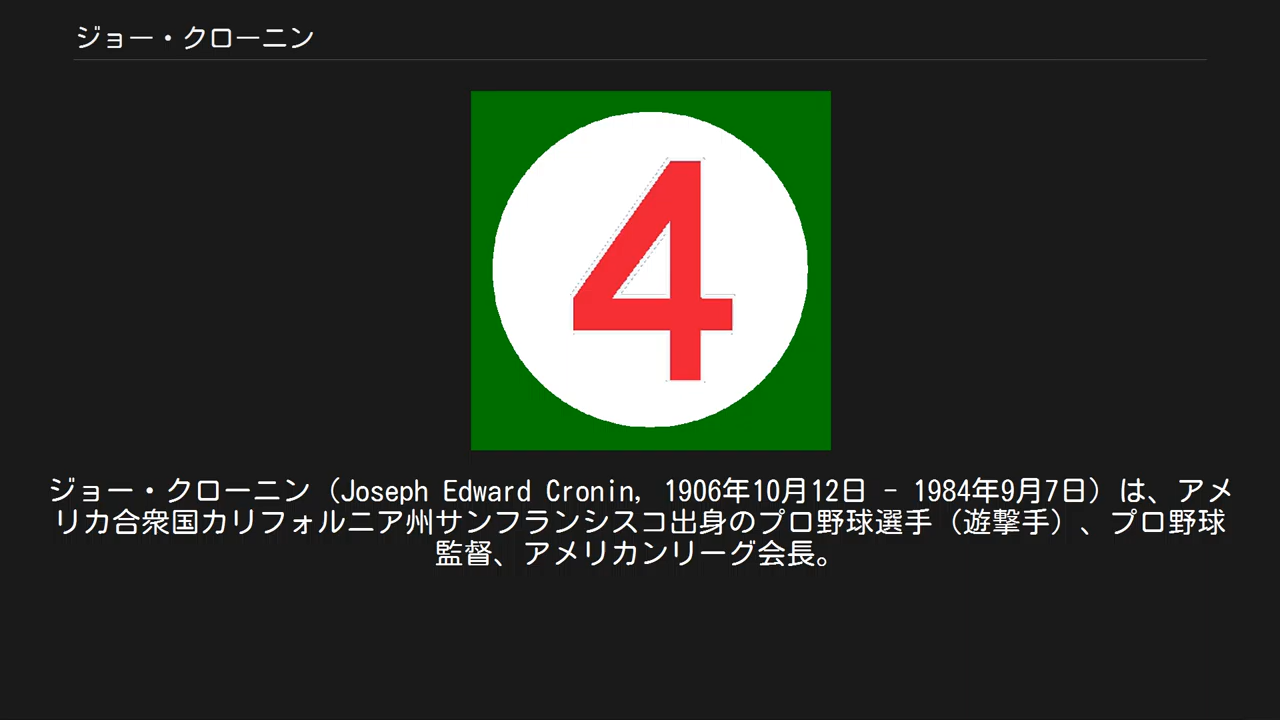 ジョー・クローニン
4
ジョー・クローニン（Joseph Edward Cronin, 1906年10月12日 - 1984年9月7日）は、アメ
リカ合衆国カリフォルニア州サンフランシスコ出身のプロ野球選手（遊撃手）、プロ野球
監督、アメリカンリーグ会長。